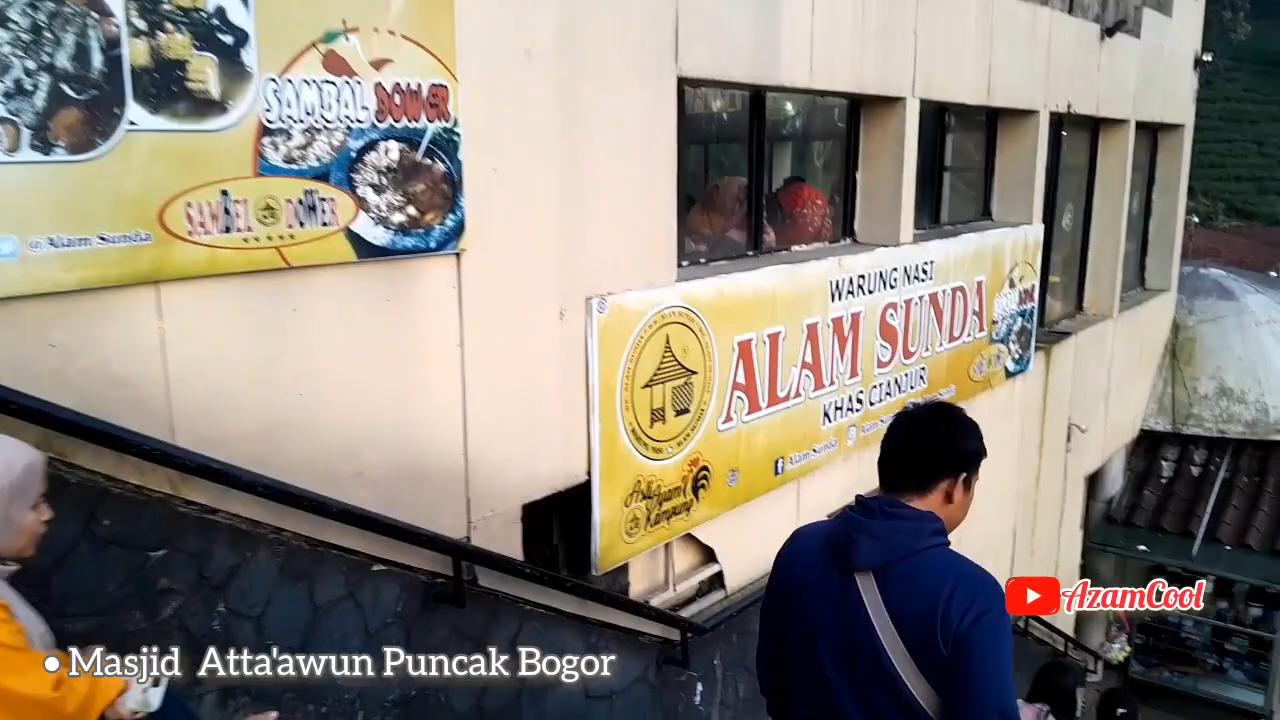 SAMBAL DOWER
SAMBEL DOWER
@Alam Sunda
WARUNG NASI
ALAM SUNDA
KHAS CIANJUR
Alam Sunda
Asli Ayam
Kampung
AzamCool
• Masjid Atta'awun Puncak Bogor